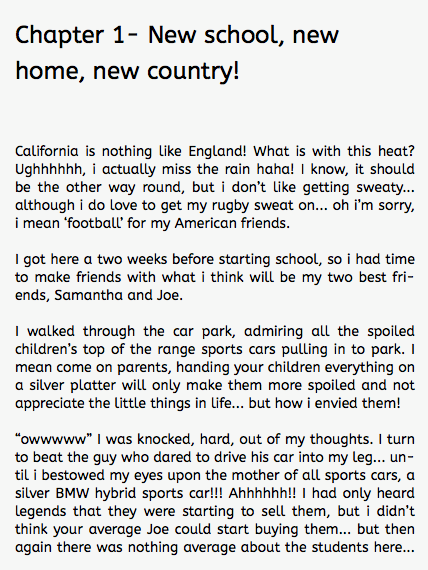 Chapter 1- New school, new
home, new country!
California is nothing like England! What is with this heat?
Ughhhhhh, i actually miss the rain haha! I know, it should
be the other way round, but i don't like getting sweaty...
although i do love to get my rugby sweat on... oh i'm sorry,
i mean 'football' for my American friends.
I got here a two weeks before starting school, so i had time
to make friends with what i think will be my two best fri-
ends, Samantha and Joe.
I walked through the car park, admiring all the spoiled
children's top of the range sports cars pulling in to park. I
mean come on parents, handing your children everything on
a silver platter will only make them more spoiled and not
appreciate the little things in life... but how i envied them!
"owwwww" I was knocked, hard, out of my thoughts. I turn
to beat the guy who dared to drive his car into my leg... un-
til i bestowed my eyes upon the mother of all sports cars, a
silver BMW hybrid sports car!!! Ahhhhhh!! I had only heard
legends that they were starting to sell them, but i didn't
think your average Joe could start buying them... but then
again there was nothing average about the students here...